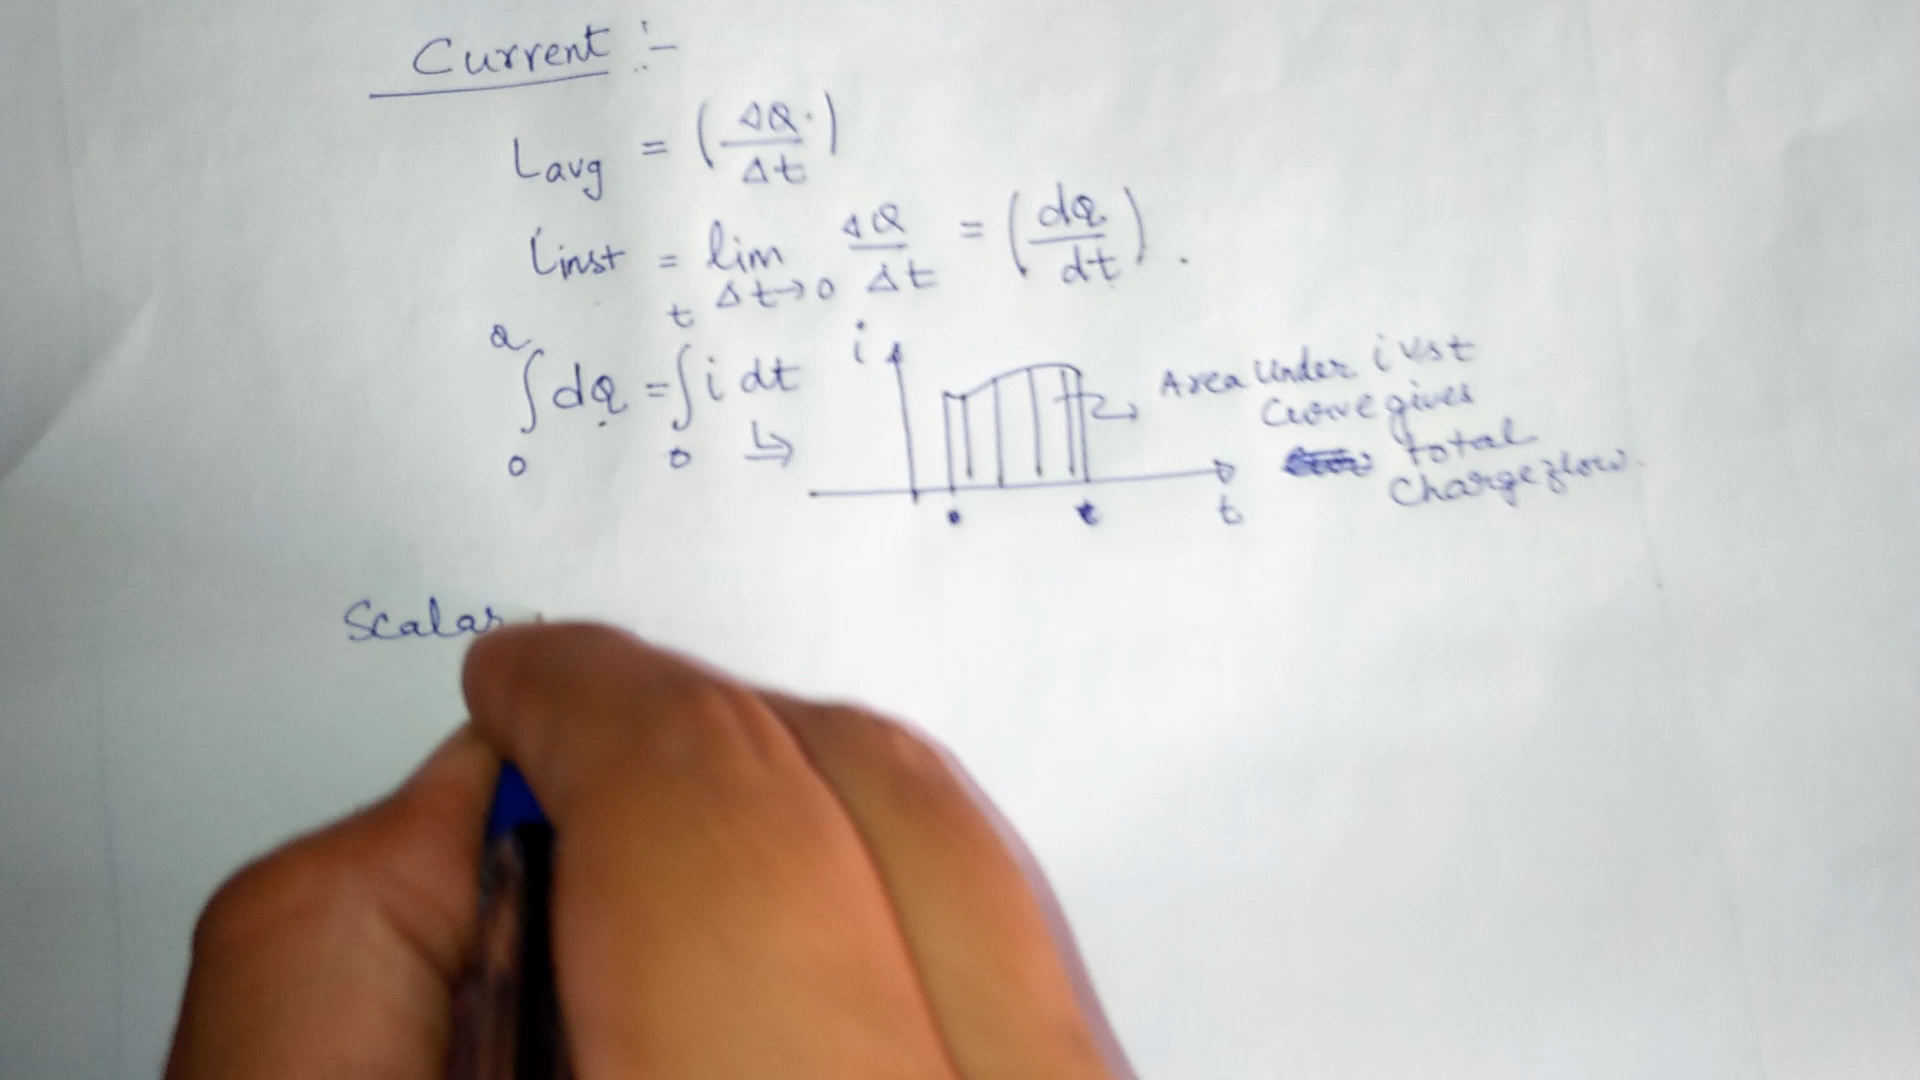 Current :-
iavg = (ΔQ/Δt)
iinst = lim Δt→0 ΔQ/Δt = (dQ/dt).
∫₀^Q dQ = ∫₀^t i dt
i
Area under i vs t
Curve gives
total
Charge flow.
0 t t
Scalar